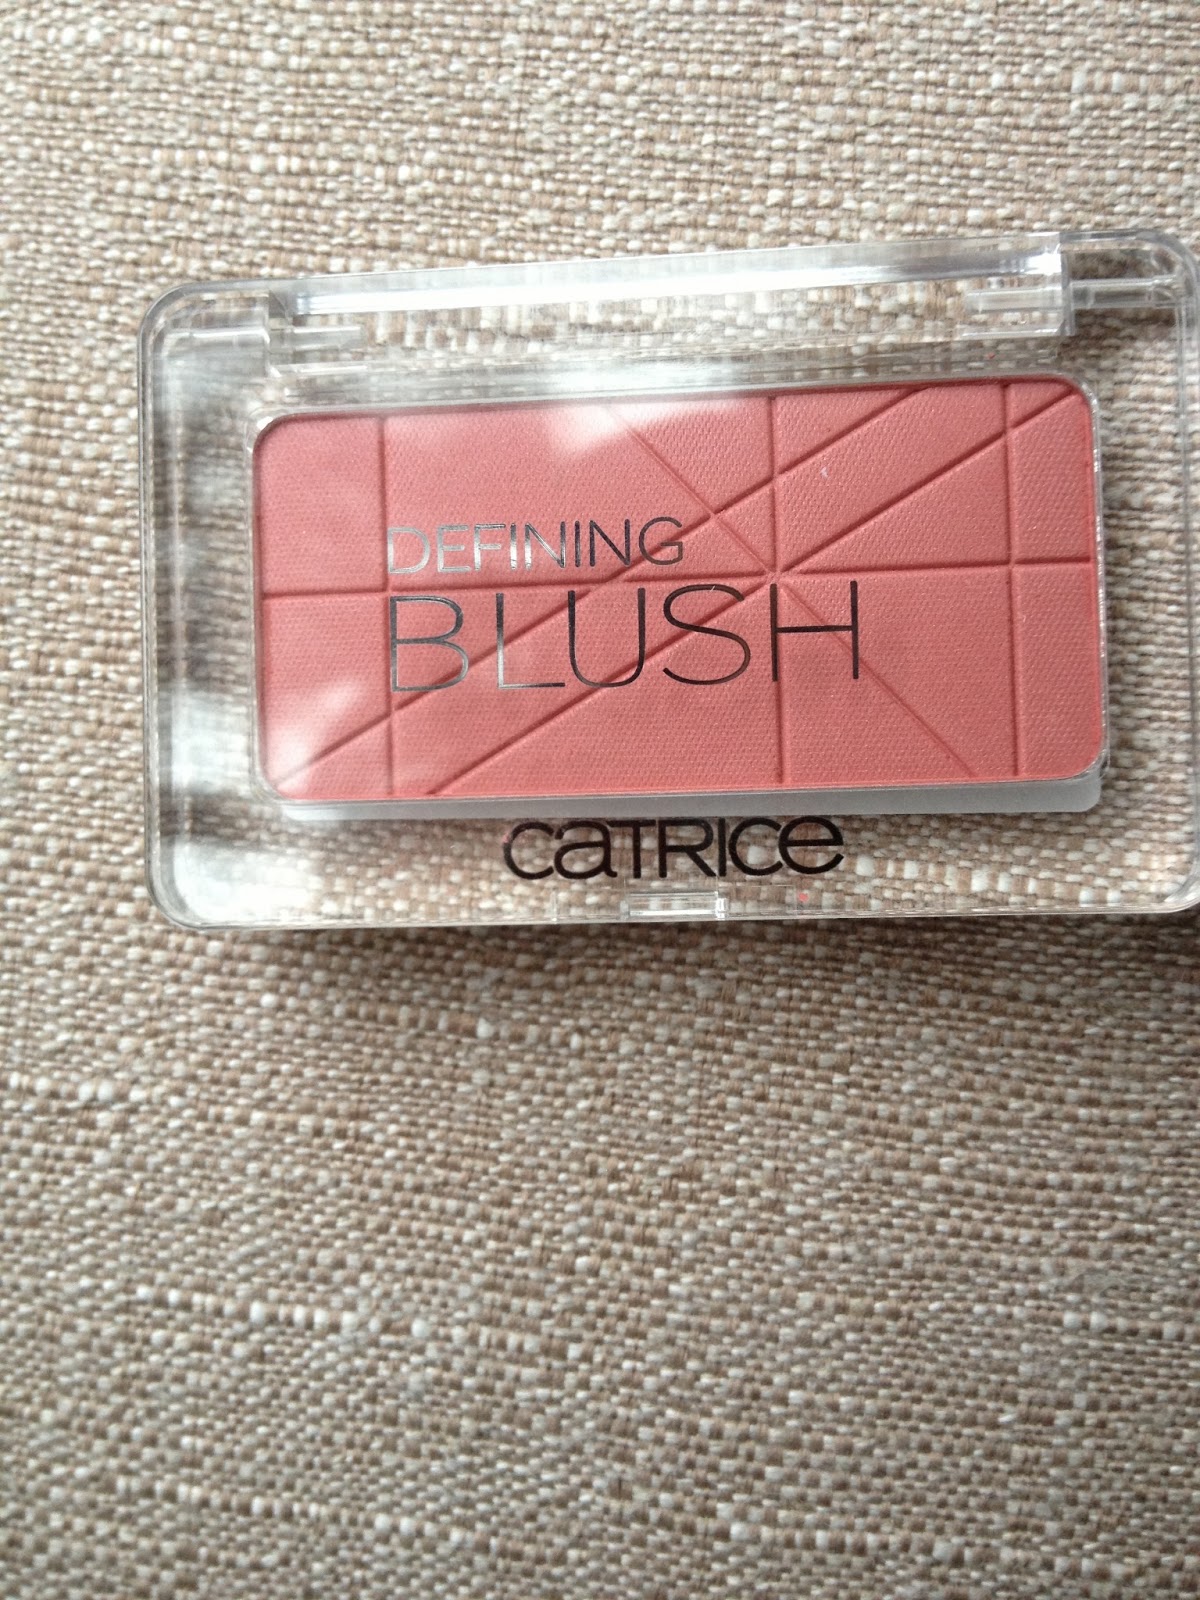 DEFINING
BLUSH
CATRICE